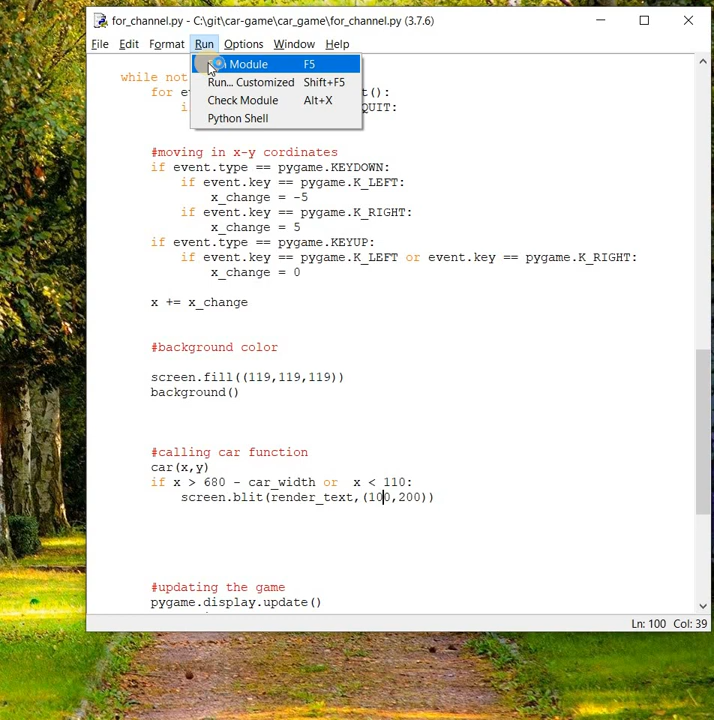 for_channel.py - C:\git\car-game\car_game\for_channel.py (3.7.6)
File Edit Format Run Options Window Help
Module F5
Run... Customized Shift+F5
Check Module Alt+X
Python Shell
while not
for
():
QUIT:
#moving in x-y cordinates
if event.type == pygame.KEYDOWN:
if event.key == pygame.K_LEFT:
x_change = -5
if event.key == pygame.K_RIGHT:
x_change = 5
if event.type == pygame.KEYUP:
if event.key == pygame.K_LEFT or event.key == pygame.K_RIGHT:
x_change = 0
x += x_change
#background color
screen.fill((119,119,119))
background()
#calling car function
car(x,y)
if x > 680 - car_width or  x < 110:
screen.blit(render_text,(100,200))
#updating the game
pygame.display.update()
Ln: 100 Col: 39